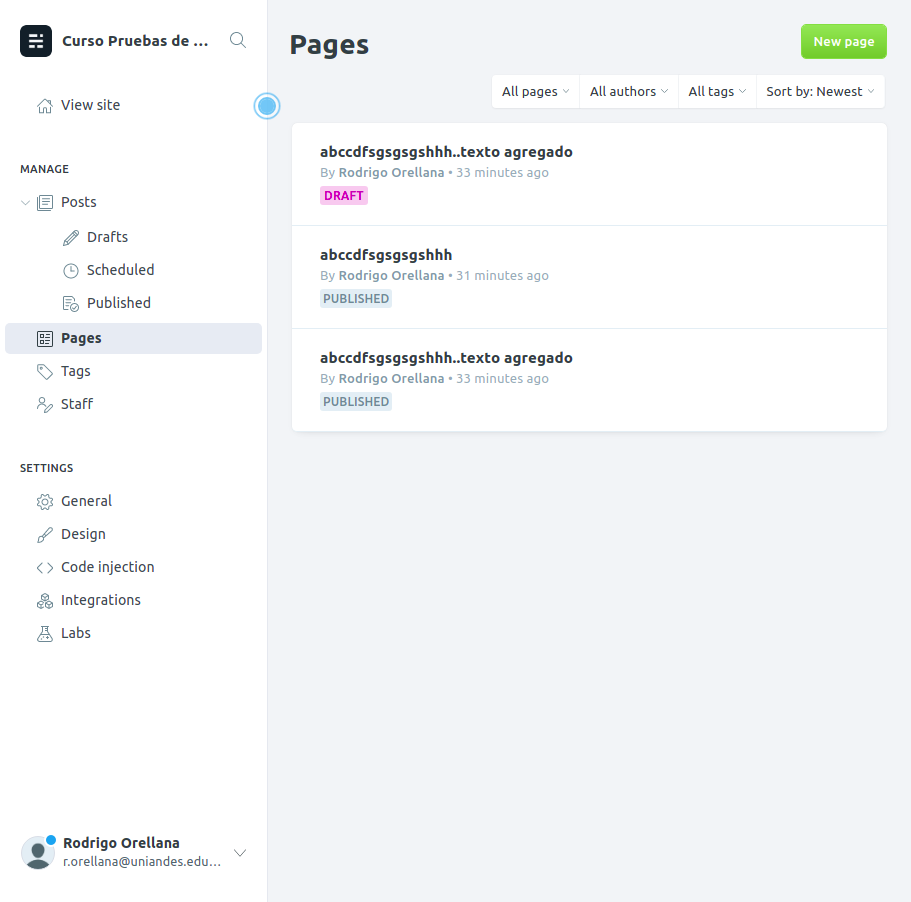 Curso Pruebas de ...
View site
MANAGE
Posts
Drafts
Scheduled
Published
Pages
Tags
Staff
SETTINGS
General
Design
Code injection
Integrations
Labs
Rodrigo Orellana
r.orellana@uniandes.edu...
Pages
New page
All pages All authors All tags Sort by: Newest
abccdfsgsgsgshhh..texto agregado
By Rodrigo Orellana • 33 minutes ago
DRAFT
abccdfsgsgsgshhh
By Rodrigo Orellana • 31 minutes ago
PUBLISHED
abccdfsgsgsgshhh..texto agregado
By Rodrigo Orellana • 33 minutes ago
PUBLISHED